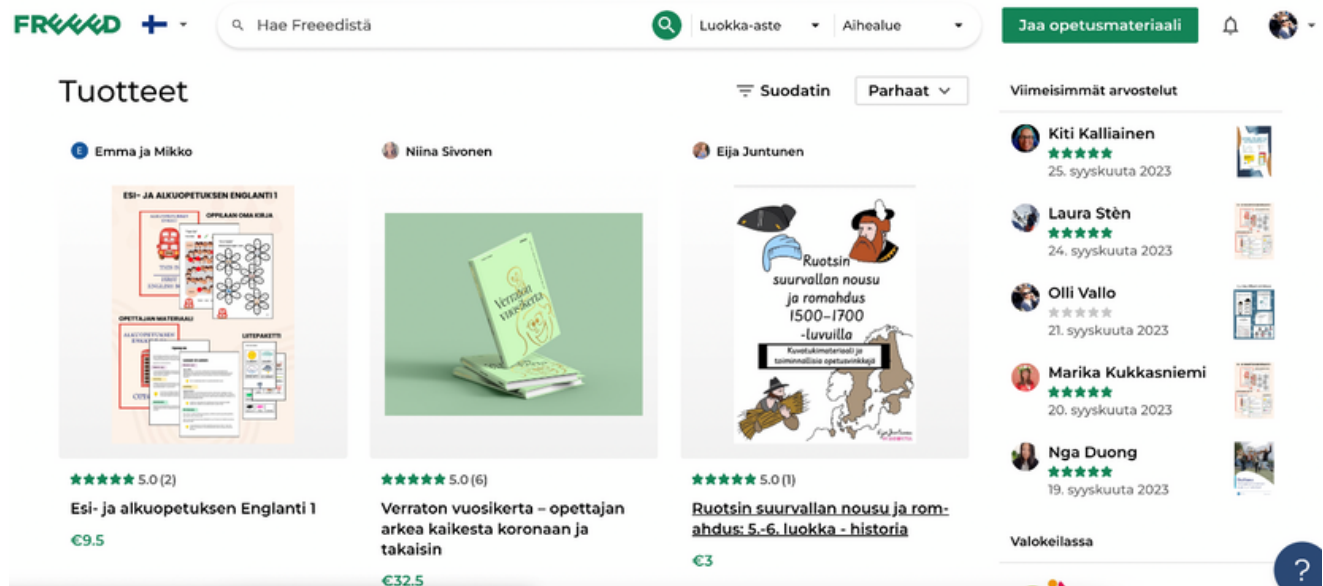 FREEED
Hae Freeedistä
Luokka-aste
Aihealue
Jaa opetusmateriaali
Tuotteet
Suodatin
Parhaat
E Emma ja Mikko
ESI- JA ALKUOPETUKSEN ENGLANTI 1
OPPILAAN OMA KIRJA
OPETTAJAN MATERIAALI
LIITEPAKETTI
5.0 (2)
Esi- ja alkuopetuksen Englanti 1
€9.5
Niina Sivonen
Verraton
vuosikerta
5.0 (6)
Verraton vuosikerta – opettajan
arkea kaikesta koronaan ja
takaisin
€32.5
Eija Juntunen
Ruotsin
suurvallan nousu
ja romahdus
1500–1700
-luvuilla
Kuvatukimateriaali ja
toiminnallisia opetusvinkkejä
5.0 (1)
Ruotsin suurvallan nousu ja rom-
ahdus: 5.-6. luokka - historia
€3
Viimeisimmät arvostelut
Kiti Kalliainen
25. syyskuuta 2023
Laura Stèn
24. syyskuuta 2023
Olli Vallo
21. syyskuuta 2023
Marika Kukkasniemi
20. syyskuuta 2023
Nga Duong
19. syyskuuta 2023
Valokeilassa
?